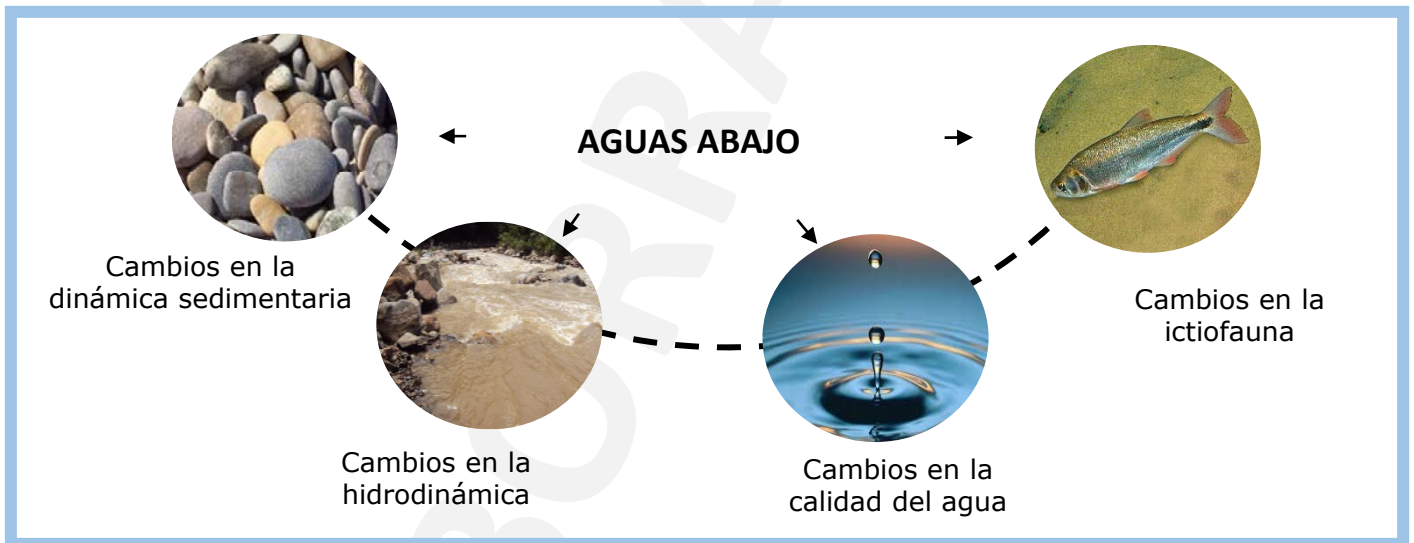 AGUAS ABAJO
Cambios en la
dinámica sedimentaria
Cambios en la
hidrodinámica
Cambios en la
calidad del agua
Cambios en la
ictiofauna